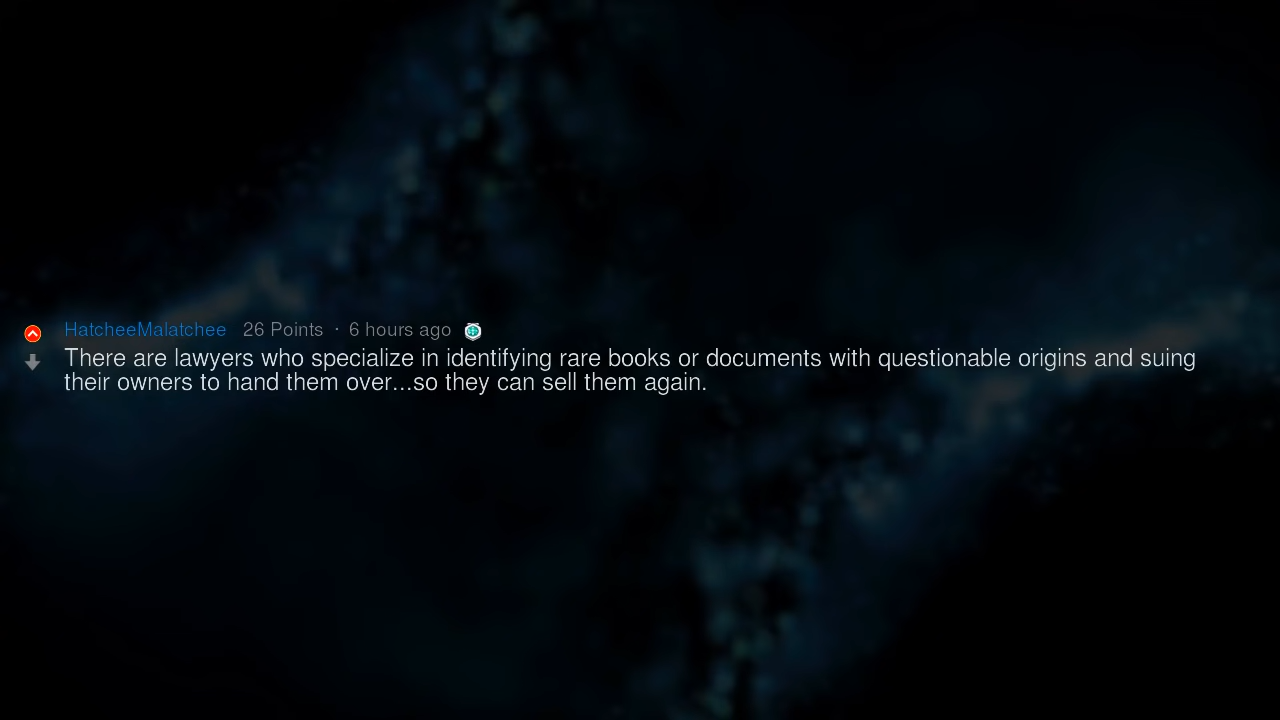 HatcheeMalatchee 26 Points · 6 hours ago
There are lawyers who specialize in identifying rare books or documents with questionable origins and suing
their owners to hand them over...so they can sell them again.